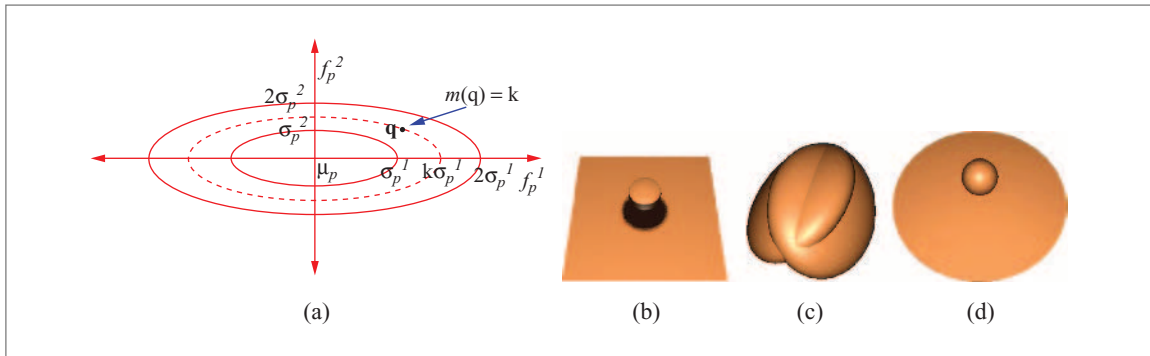 f_p^2
2σ_p^2
m(q) = k
σ_p^2
q
μ_p
σ_p^1
kσ_p^1
2σ_p^1
f_p^1
(a)
(b)
(c)
(d)